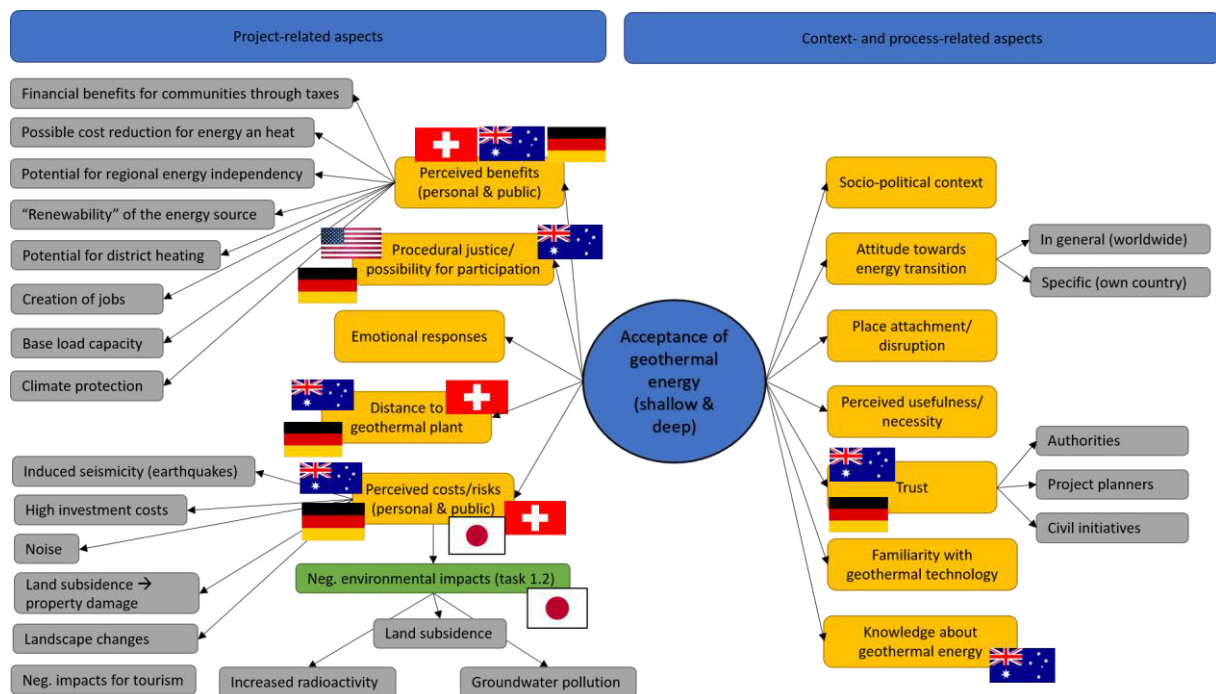 Project-related aspects
Context- and process-related aspects
Financial benefits for communities through taxes
Possible cost reduction for energy an heat
Potential for regional energy independency
“Renewability” of the energy source
Potential for district heating
Creation of jobs
Base load capacity
Climate protection
Induced seismicity (earthquakes)
High investment costs
Noise
Land subsidence →
property damage
Landscape changes
Neg. impacts for tourism
Perceived benefits
(personal & public)
Procedural justice/
possibility for participation
Emotional responses
Distance to
geothermal plant
Perceived costs/risks
(personal & public)
Neg. environmental impacts (task 1.2)
Land subsidence
Increased radioactivity
Groundwater pollution
Acceptance of
geothermal
energy
(shallow &
deep)
Socio-political context
Attitude towards
energy transition
In general (worldwide)
Specific (own country)
Place attachment/
disruption
Perceived usefulness/
necessity
Trust
Authorities
Project planners
Civil initiatives
Familiarity with
geothermal technology
Knowledge about
geothermal energy